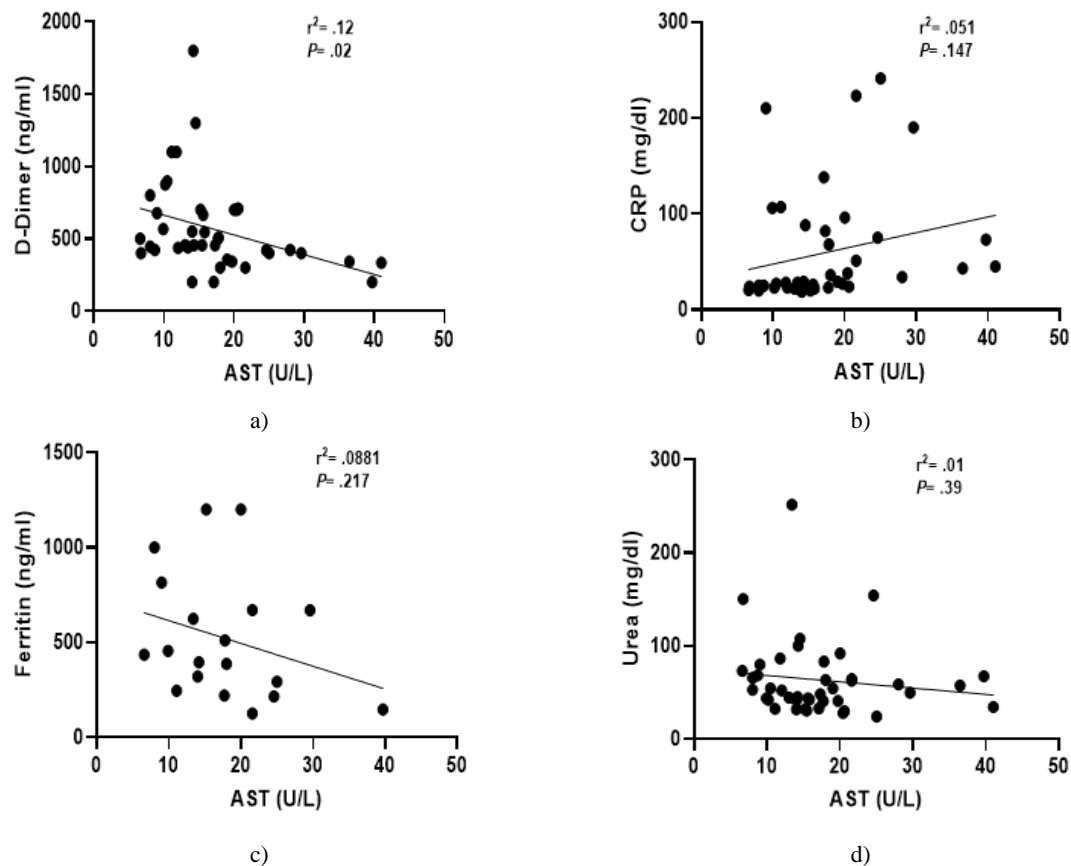 r²= .12
P= .02
D-Dimer (ng/ml)
2000
1500
1000
500
0
0 10 20 30 40 50
AST (U/L)
a)
r²= .051
P= .147
CRP (mg/dl)
300
200
100
0
0 10 20 30 40 50
AST (U/L)
b)
r²= .0881
P= .217
Ferritin (ng/ml)
1500
1000
500
0
0 10 20 30 40 50
AST (U/L)
c)
r²= .01
P= .39
Urea (mg/dl)
300
200
100
0
0 10 20 30 40 50
AST (U/L)
d)